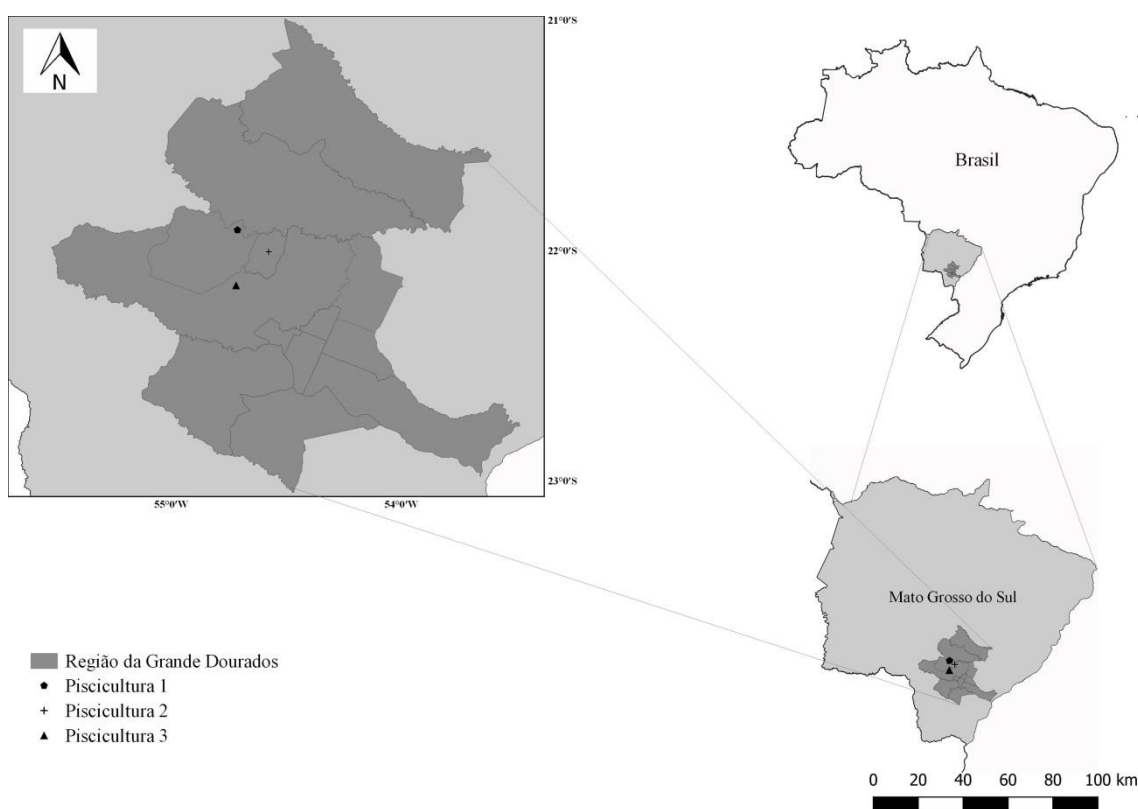 N
21°0'S
22°0'S
23°0'S
55°0'W
54°0'W
Brasil
Mato Grosso do Sul
Região da Grande Dourados
Piscicultura 1
Piscicultura 2
Piscicultura 3
0 20 40 60 80 100 km